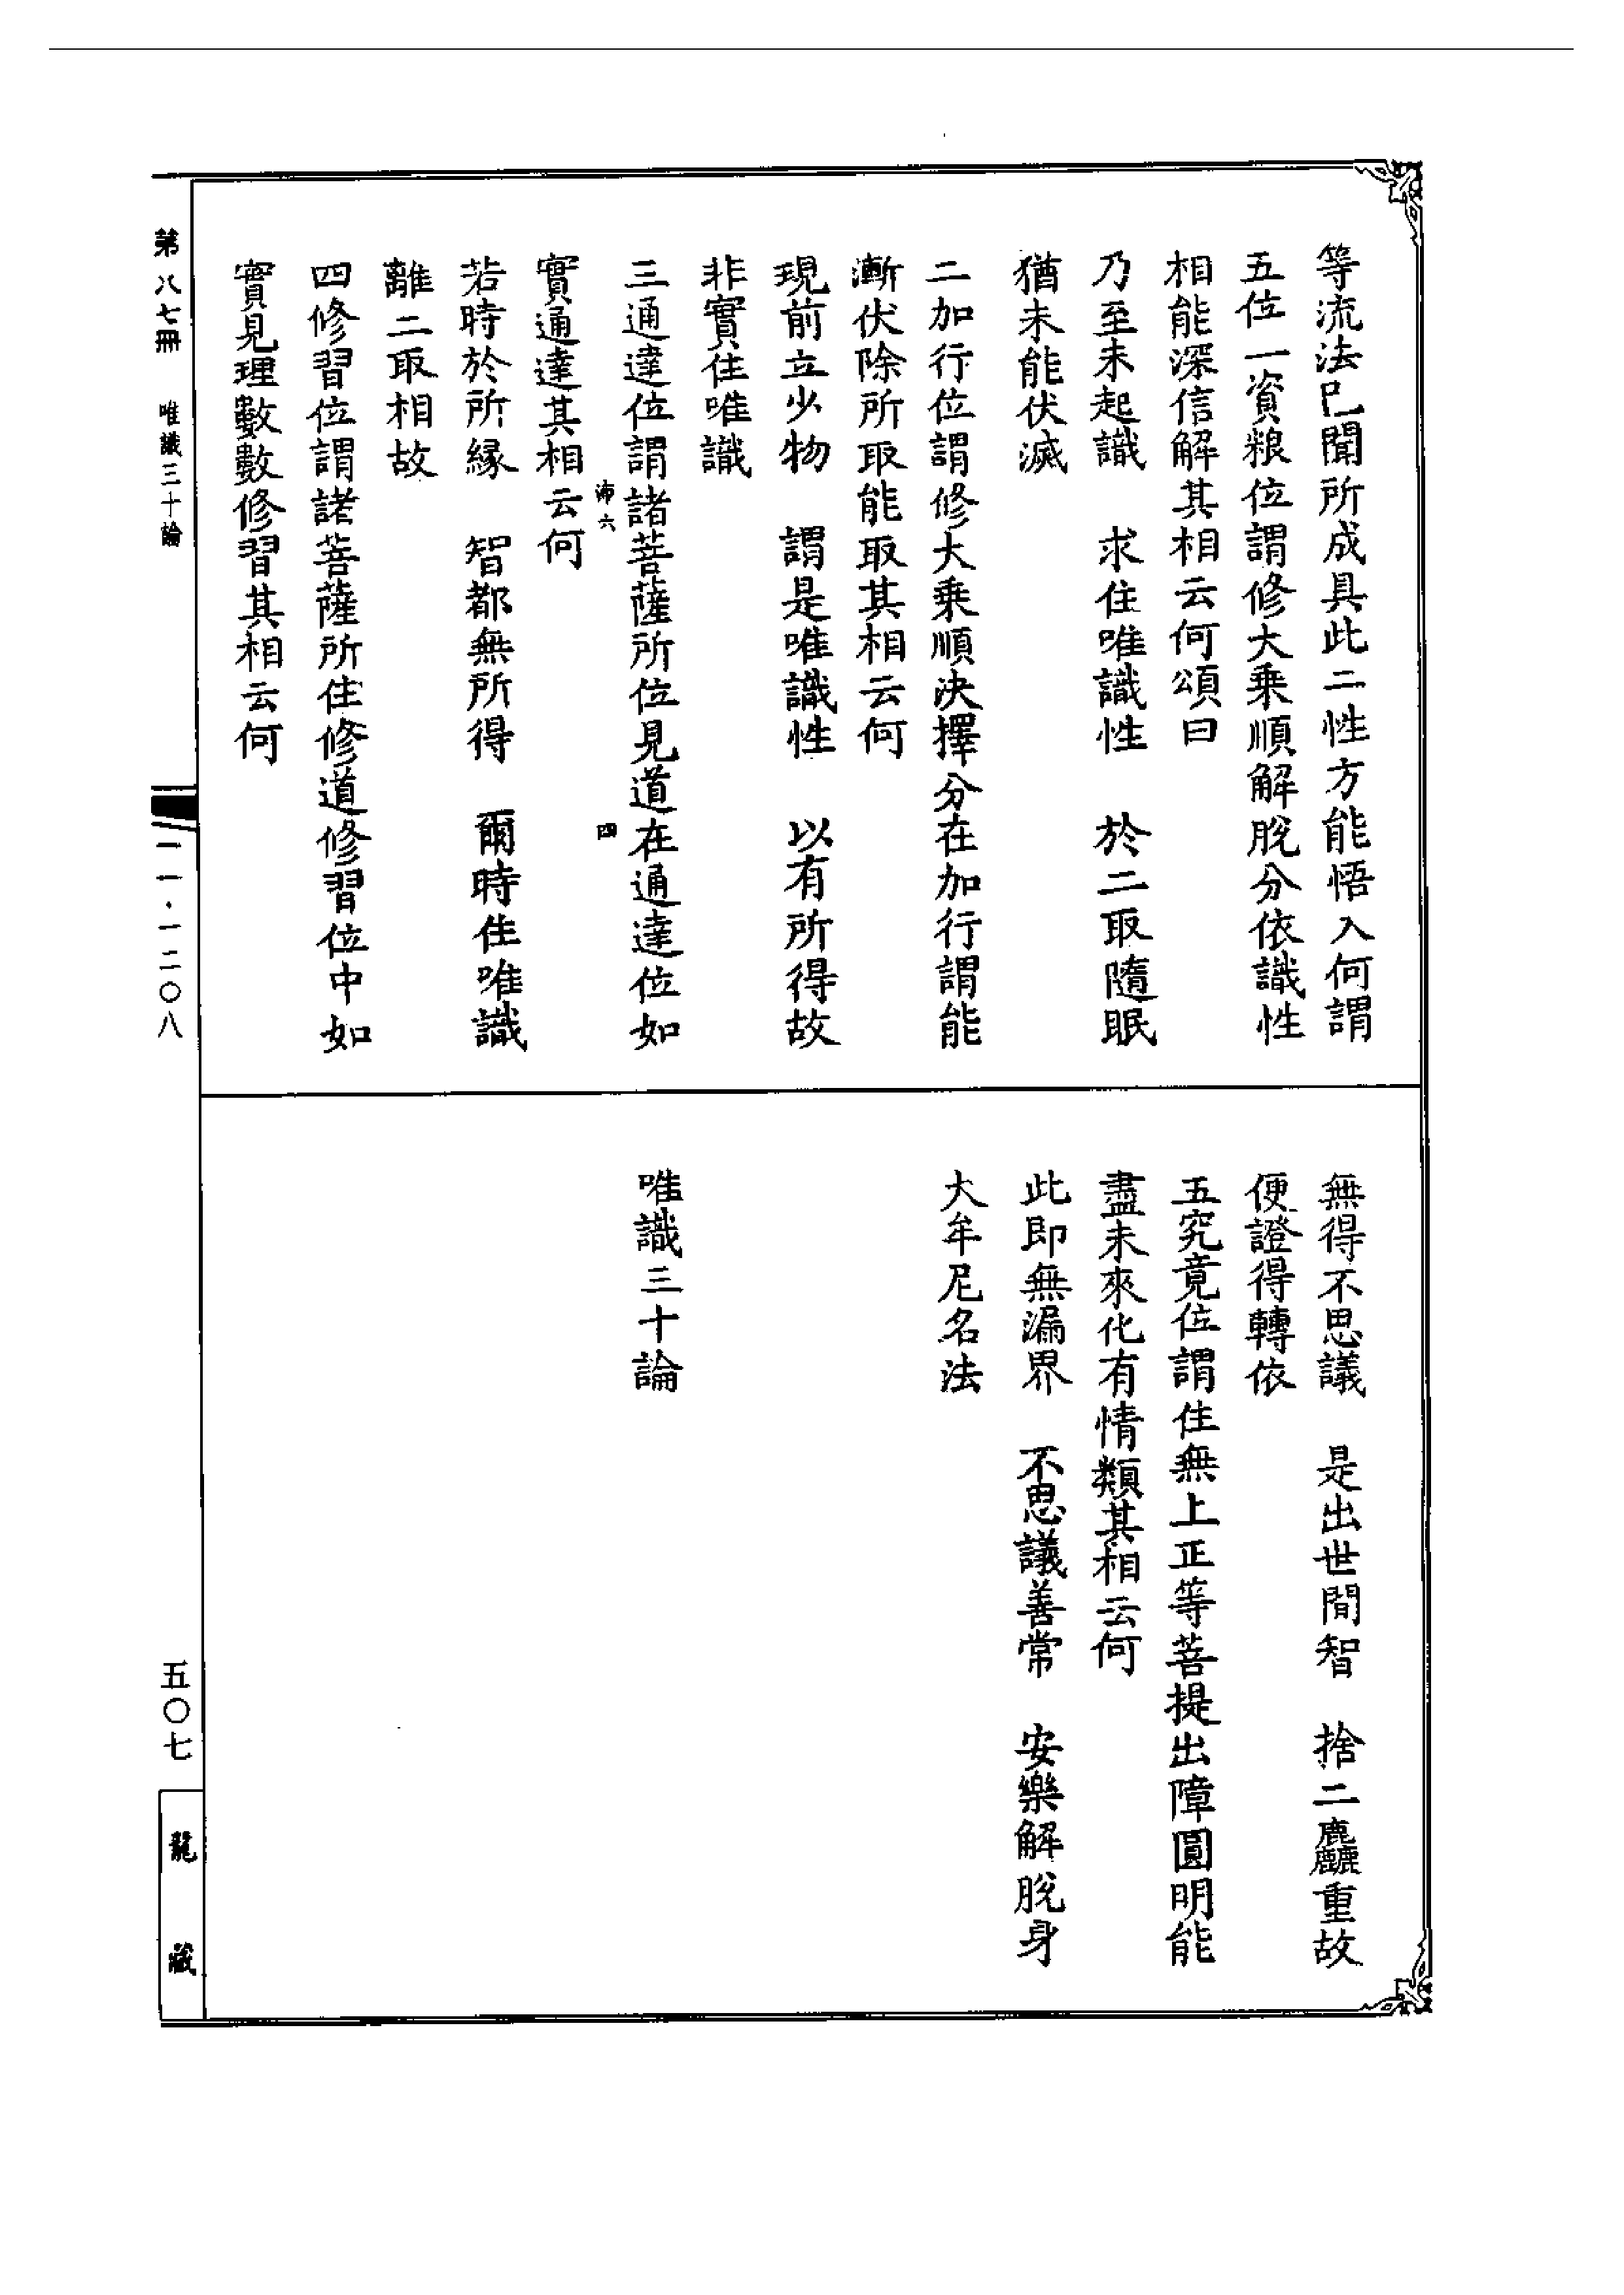 等流法已聞所成具此二性方能悟入何謂
五位一資粮位謂修大乘順解脫分依識性
相能深信解其相云何頌曰
乃至未起識　求住唯識性　於二取隨眠
猶未能伏滅
二加行位謂修大乘順決擇分在加行謂能
漸伏除所取能取其相云何
現前立少物　謂是唯識性　以有所得故
非實住唯識
三通達位謂諸菩薩所位見道在通達位如
沛六　四
實通達其相云何
若時於所緣　智都無所得　爾時住唯識
離二取相故
四修習位謂諸菩薩所住修道修習位中如
實見理數數修習其相云何
無得不思議　是出世間智　捨二麤重故
便證得轉依
五究竟位謂住無上正等菩提出障圓明能
盡未來化有情類其相云何
此即無漏界　不思議善常　安樂解脫身
大牟尼名法
唯識三十論
第八七冊　唯識三十論　一一·一二〇八　五〇七　龍藏